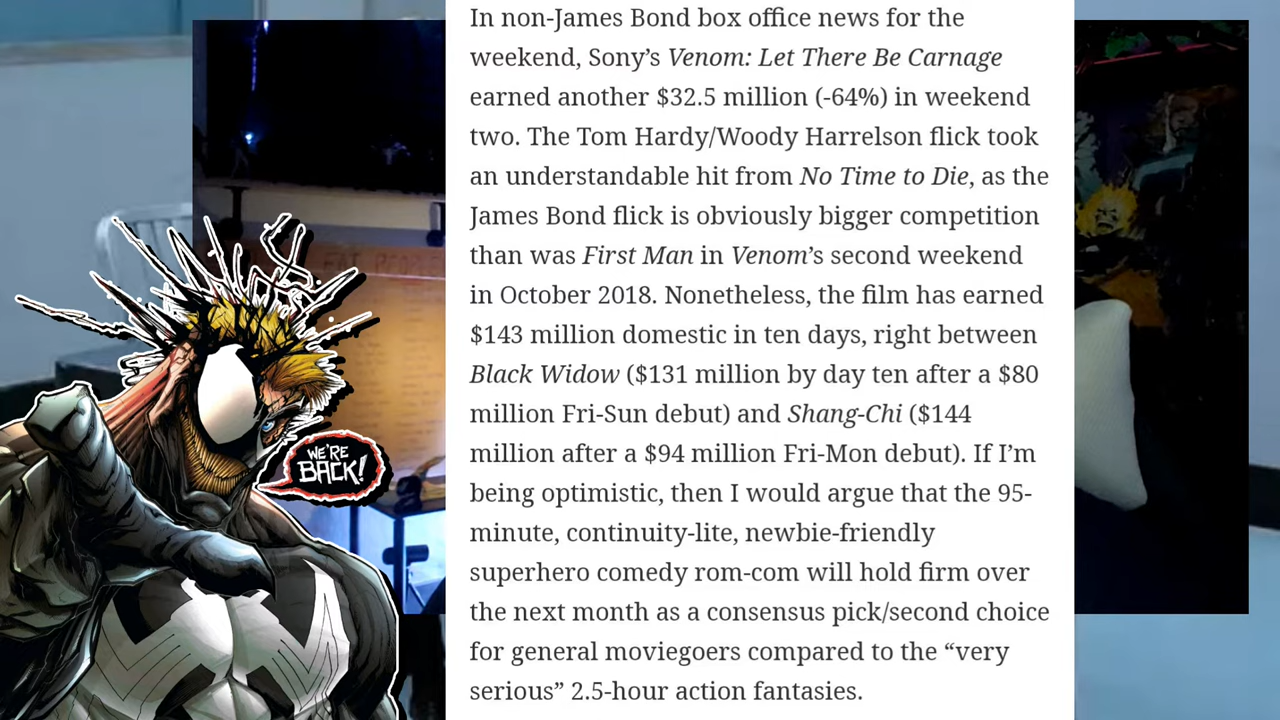 In non-James Bond box office news for the
weekend, Sony’s Venom: Let There Be Carnage
earned another $32.5 million (-64%) in weekend
two. The Tom Hardy/Woody Harrelson flick took
an understandable hit from No Time to Die, as the
James Bond flick is obviously bigger competition
than was First Man in Venom’s second weekend
in October 2018. Nonetheless, the film has earned
$143 million domestic in ten days, right between
Black Widow ($131 million by day ten after a $80
million Fri-Sun debut) and Shang-Chi ($144
million after a $94 million Fri-Mon debut). If I’m
being optimistic, then I would argue that the 95-
minute, continuity-lite, newbie-friendly
superhero comedy rom-com will hold firm over
the next month as a consensus pick/second choice
for general moviegoers compared to the “very
serious” 2.5-hour action fantasies.
WE'RE
BACK!